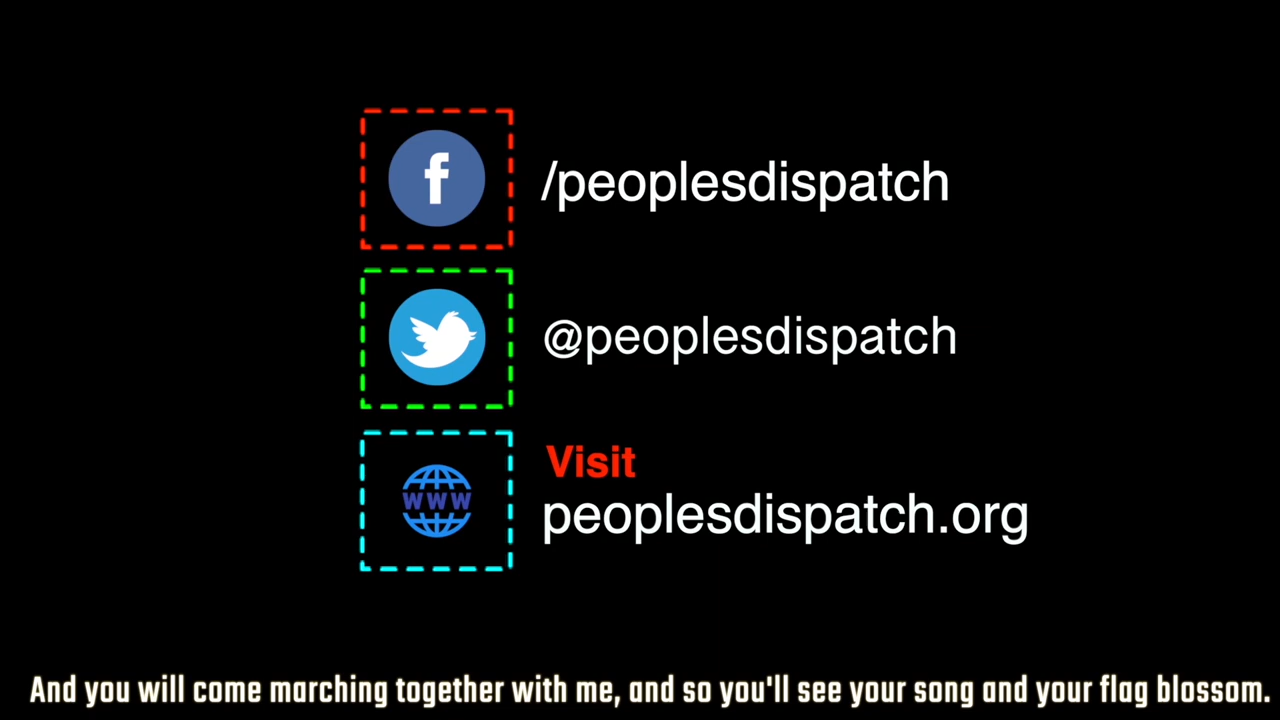 f
/peoplesdispatch
@peoplesdispatch
Visit
WWW
peoplesdispatch.org
And you will come marching together with me, and so you'll see your song and your flag blossom.